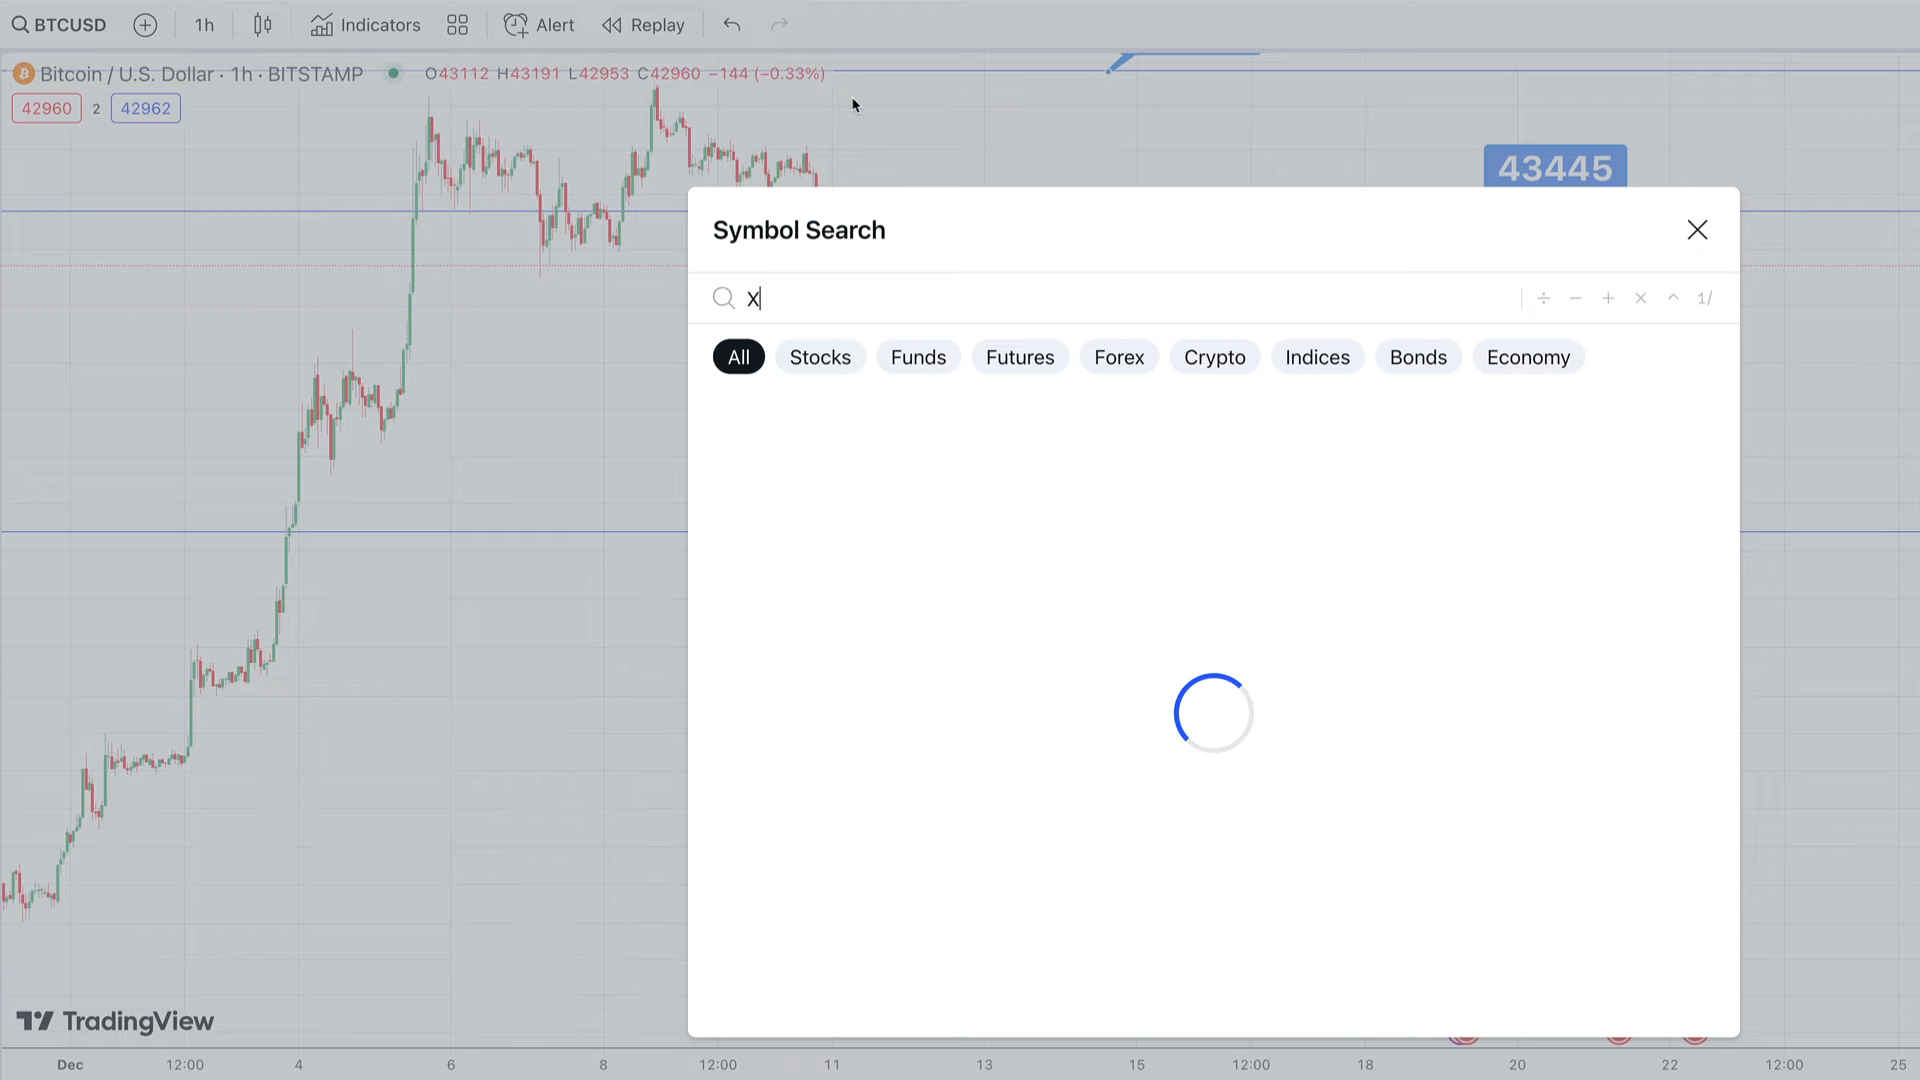 BTCUSD 1h Indicators Alert Replay
Bitcoin / U.S. Dollar · 1h · BITSTAMP O43112 H43191 L42953 C42960 −144 (−0.33%)
42960 2 42962
43445
Symbol Search
X
÷ − + × ^ 1/
All Stocks Funds Futures Forex Crypto Indices Bonds Economy
TradingView
Dec 12:00 4 6 8 12:00 11 13 15 12:00 18 20 22 12:00 25